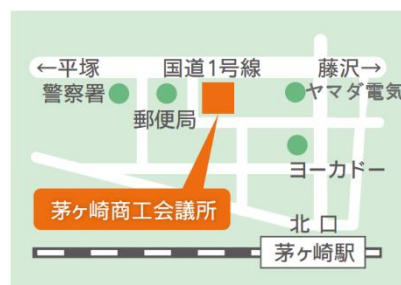 ←平塚 国道1号線 藤沢→
警察署 ヤマダ電気
郵便局
ヨーカドー
茅ヶ崎商工会議所
北口
茅ヶ崎駅